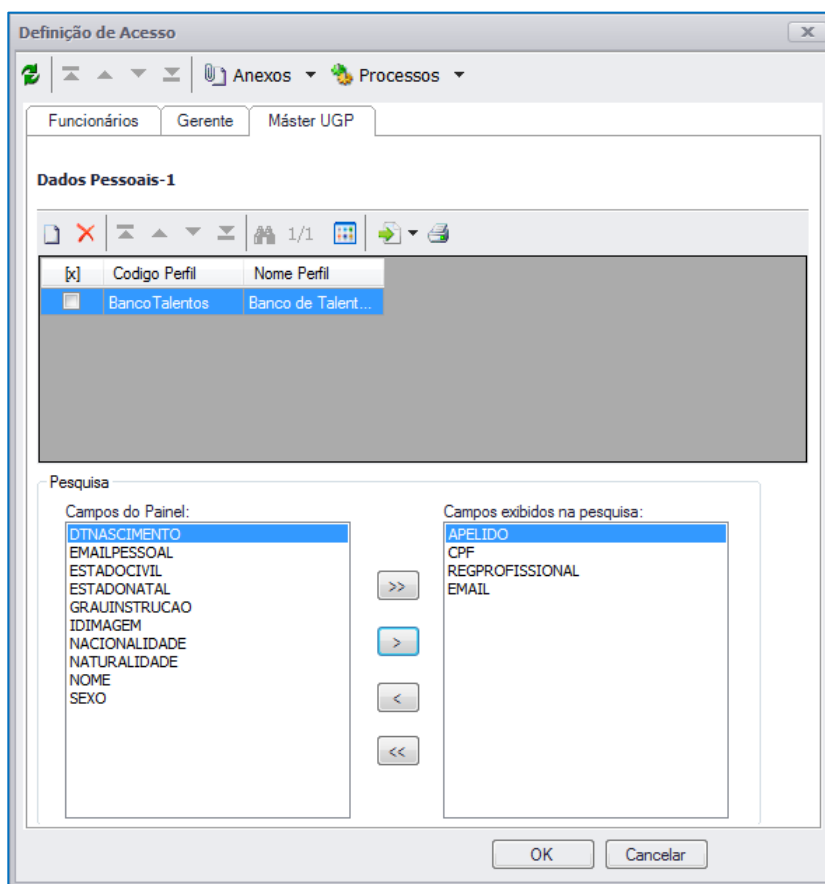 Definição de Acesso
Anexos Processos
Funcionários Gerente Máster UGP
Dados Pessoais-1
1/1
[x] Codigo Perfil Nome Perfil
BancoTalentos Banco de Talent...
Pesquisa
Campos do Painel:
DTNASCIMENTO
EMAILPESSOAL
ESTADOCIVIL
ESTADONATAL
GRAUINSTRUCAO
IDIMAGEM
NACIONALIDADE
NATURALIDADE
NOME
SEXO
>>
>
<
<<
Campos exibidos na pesquisa:
APELIDO
CPF
REGPROFISSIONAL
EMAIL
OK Cancelar